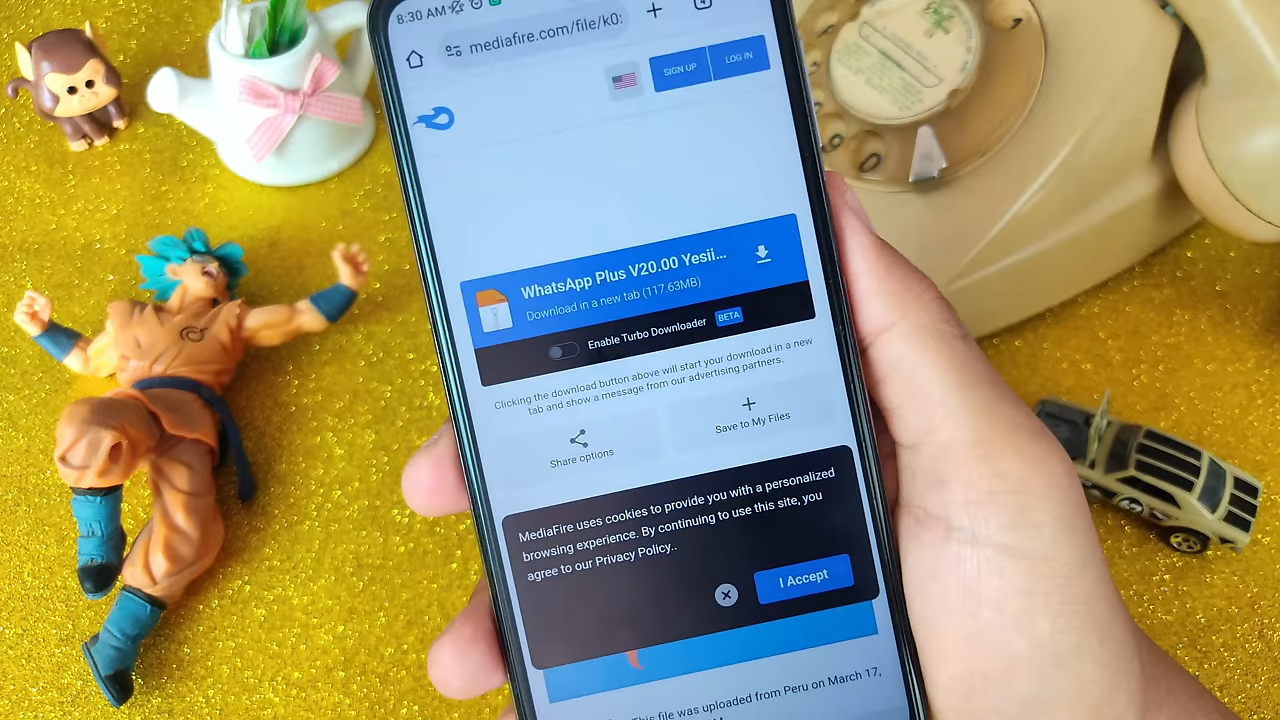 8:30 AM
mediafire.com/file/k0:
SIGN UP
LOG IN
WhatsApp Plus V20.00 Yesii...
Download in a new tab (117.63MB)
Enable Turbo Downloader BETA
Clicking the download button above will start your download in a new
tab and show a message from our advertising partners.
Share options
Save to My Files
MediaFire uses cookies to provide you with a personalized
browsing experience. By continuing to use this site, you
agree to our Privacy Policy..
I Accept
This file was uploaded from Peru on March 17,